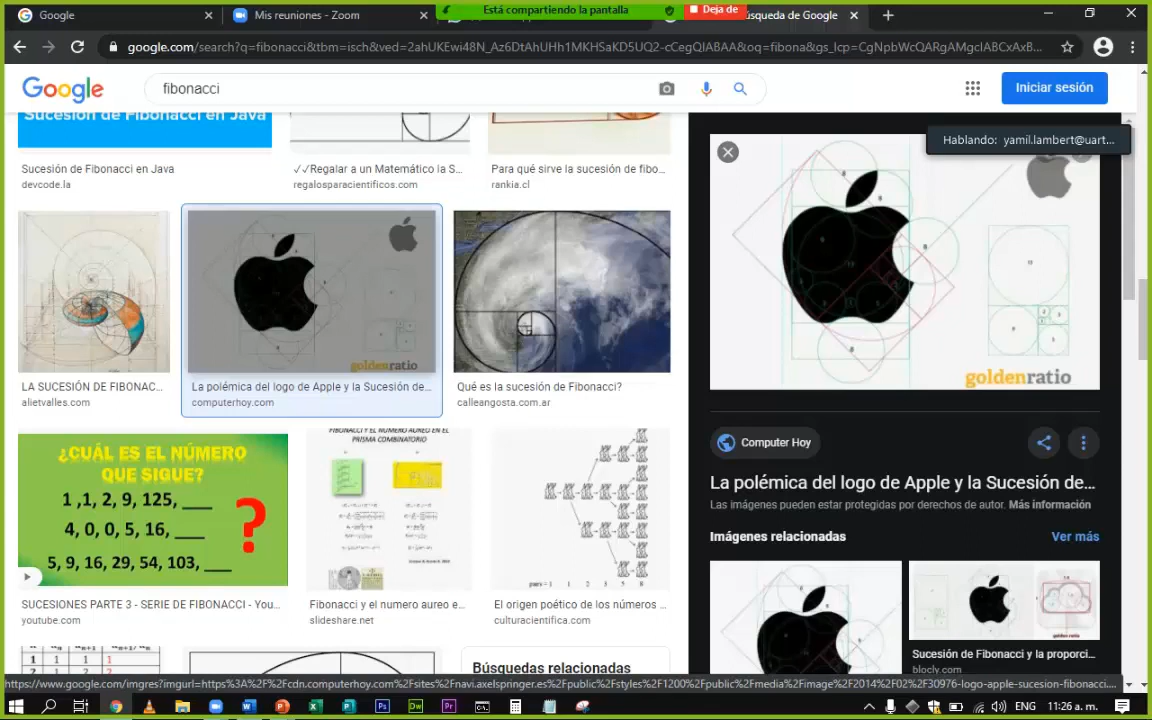 Google
Mis reuniones - Zoom
Está compartiendo la pantalla
Deja de
úsqueda de Google
google.com/search?q=fibonacci&tbm=isch&ved=2ahUKEwi48N_Az6DtAhUHh1MKHSaKD5UQ2-cCegQIABAA&oq=fibona&gs_lcp=CgNpbWcQARgAMgcIABCxAxB...
Google
fibonacci
Iniciar sesión
Hablando: yamil.lambert@uart...
Sucesión de Fibonacci en Java
Sucesión de Fibonacci en Java
devcode.la
✓✓Regalar a un Matemático la S...
regalosparacientificos.com
Para qué sirve la sucesión de fibo...
rankia.cl
goldenratio
LA SUCESIÓN DE FIBONAC...
alietvalles.com
La polémica del logo de Apple y la Sucesión de...
computerhoy.com
Qué es la sucesión de Fibonacci?
calleangosta.com.ar
¿CUÁL ES EL NÚMERO
QUE SIGUE?
1 ,1, 2, 9, 125, ___
4, 0, 0, 5, 16, ___
5, 9, 16, 29, 54, 103, ___
?
SUCESIONES PARTE 3 - SERIE DE FIBONACCI - You...
youtube.com
FIBONACCI Y EL NUMERO AUREO EN EL
PRISMA COMBINATORIO
Fibonacci y el numero aureo e...
slideshare.net
El origen poético de los números ...
culturacientifica.com
Búsquedas relacionadas
goldenratio
Computer Hoy
La polémica del logo de Apple y la Sucesión de...
Las imágenes pueden estar protegidas por derechos de autor. Más información
Imágenes relacionadas
Ver más
Sucesión de Fibonacci y la proporci...
blocly.com
https://www.google.com/imgres?imgurl=https%3A%2F%2Fcdn.computerhoy.com%2Fsites%2Fnavi.axelspringer.es%2Fpublic%2Fstyles%2F1200%2Fpublic%2Fmedia%2Fimage%2F2014%2F02%2F30976-logo-apple-sucesion-fibonacci....
ENG
11:26 a. m.